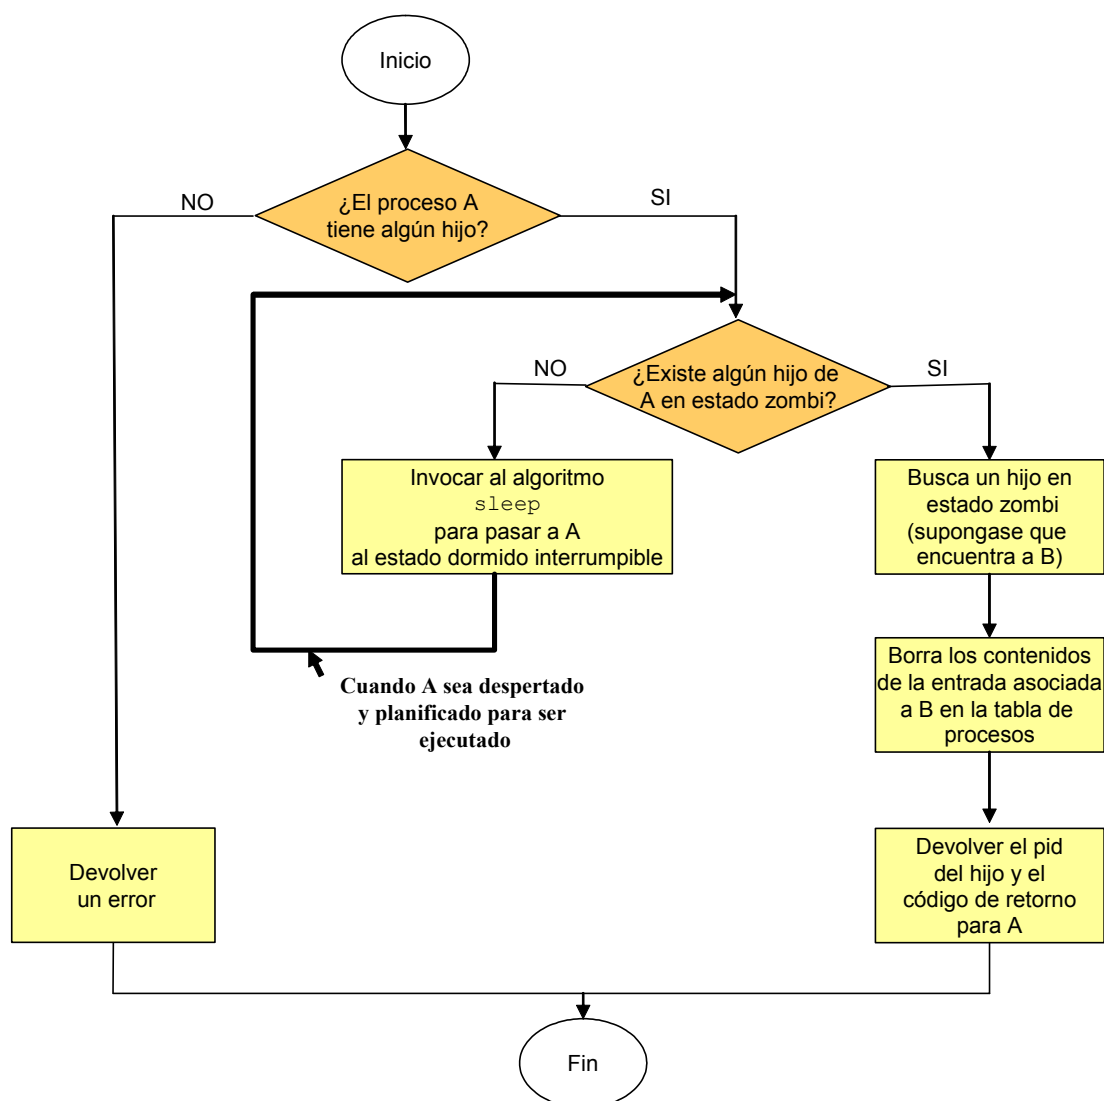 Inicio
¿El proceso A
tiene algún hijo?
NO
SI
¿Existe algún hijo de
A en estado zombi?
NO
SI
Invocar al algoritmo
sleep
para pasar a A
al estado dormido interrumpible
Busca un hijo en
estado zombi
(supongase que
encuentra a B)
Cuando A sea despertado
y planificado para ser
ejecutado
Borra los contenidos
de la entrada asociada
a B en la tabla de
procesos
Devolver
un error
Devolver el pid
del hijo y el
código de retorno
para A
Fin